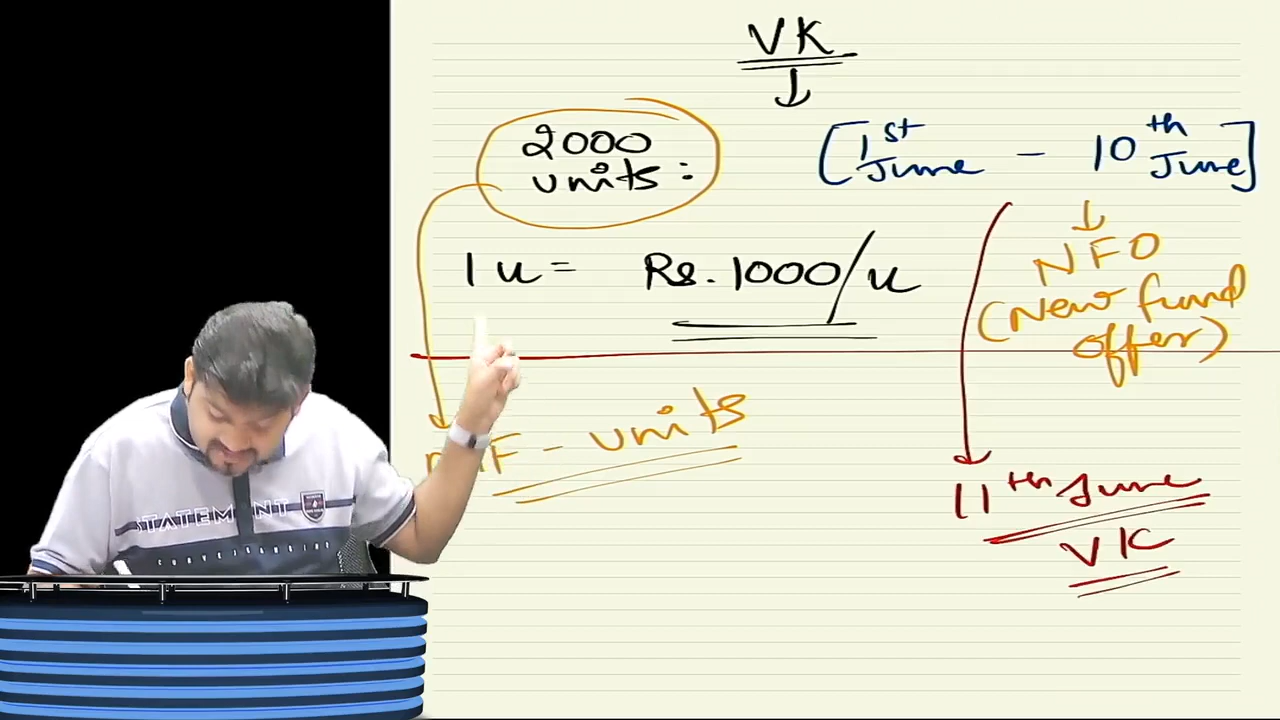 VK
2000
units:
[1st June - 10th June]
1 u = Rs. 1000/u
NFO
(New fund
offer)
MF - units
11th June
VK
STATEMENT